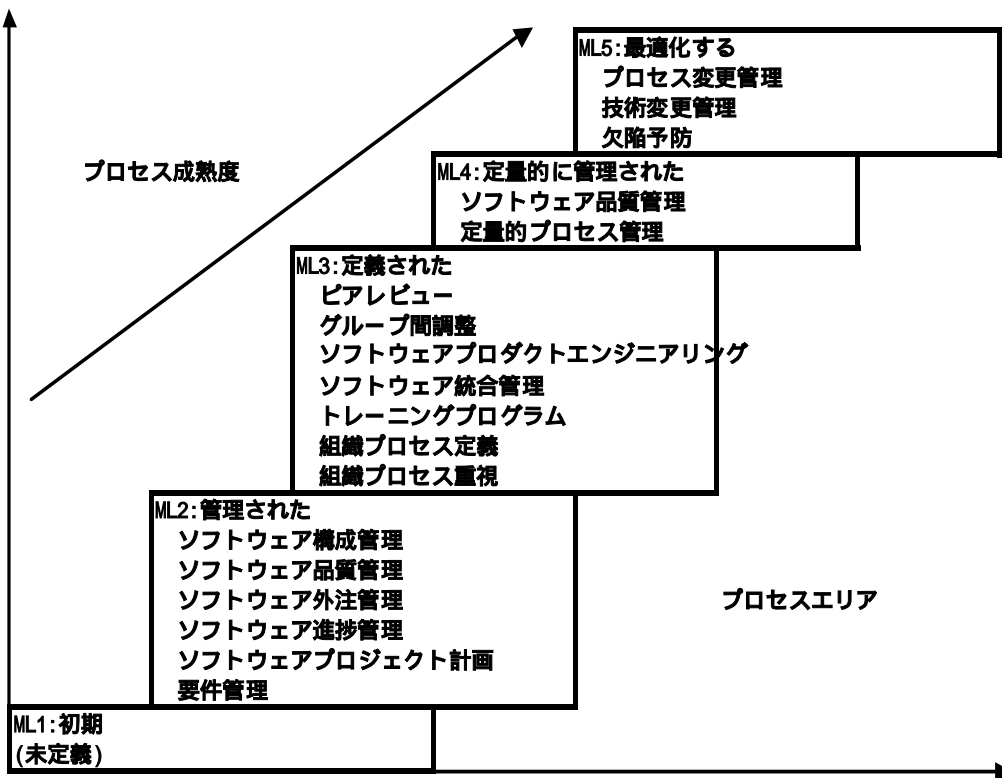 ML5:最適化する
プロセス変更管理
技術変更管理
欠陥予防
プロセス成熟度
ML4:定量的に管理された
ソフトウェア品質管理
定量的プロセス管理
ML3:定義された
ピアレビュー
グループ間調整
ソフトウェアプロダクトエンジニアリング
ソフトウェア統合管理
トレーニングプログラム
組織プロセス定義
組織プロセス重視
ML2:管理された
ソフトウェア構成管理
ソフトウェア品質管理
ソフトウェア外注管理
ソフトウェア進捗管理
ソフトウェアプロジェクト計画
要件管理
プロセスエリア
ML1:初期
(未定義)